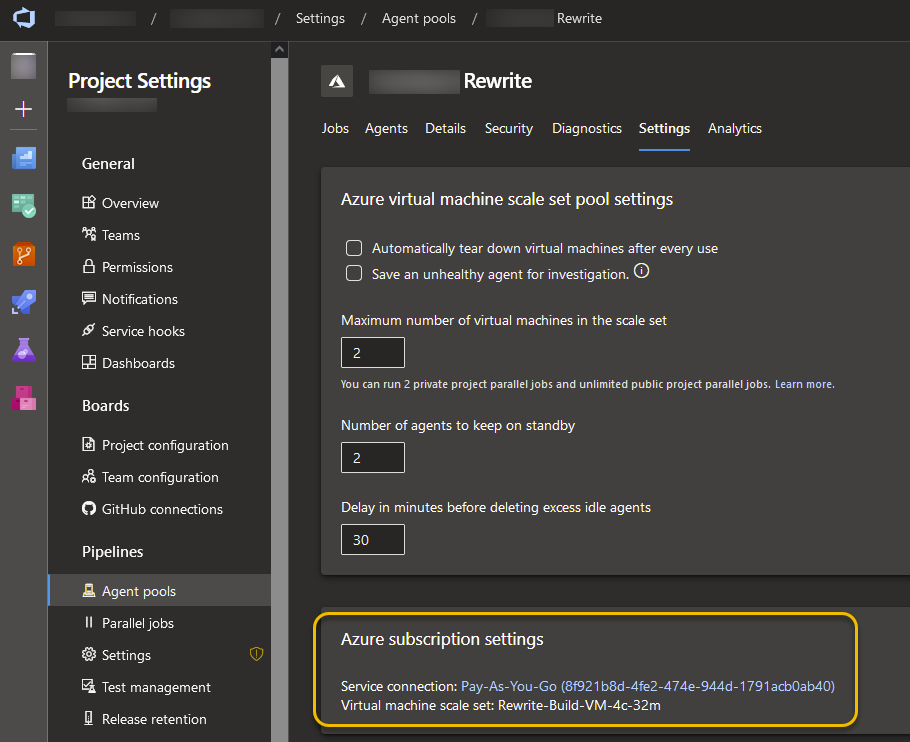 / / Settings / Agent pools / Rewrite
Project Settings
General
Overview
Teams
Permissions
Notifications
Service hooks
Dashboards
Boards
Project configuration
Team configuration
GitHub connections
Pipelines
Agent pools
Parallel jobs
Settings
Test management
Release retention
Rewrite
Jobs Agents Details Security Diagnostics Settings Analytics
Azure virtual machine scale set pool settings
Automatically tear down virtual machines after every use
Save an unhealthy agent for investigation.
Maximum number of virtual machines in the scale set
2
You can run 2 private project parallel jobs and unlimited public project parallel jobs. Learn more.
Number of agents to keep on standby
2
Delay in minutes before deleting excess idle agents
30
Azure subscription settings
Service connection: Pay-As-You-Go (8f921b8d-4fe2-474e-944d-1791acb0ab40)
Virtual machine scale set: Rewrite-Build-VM-4c-32m